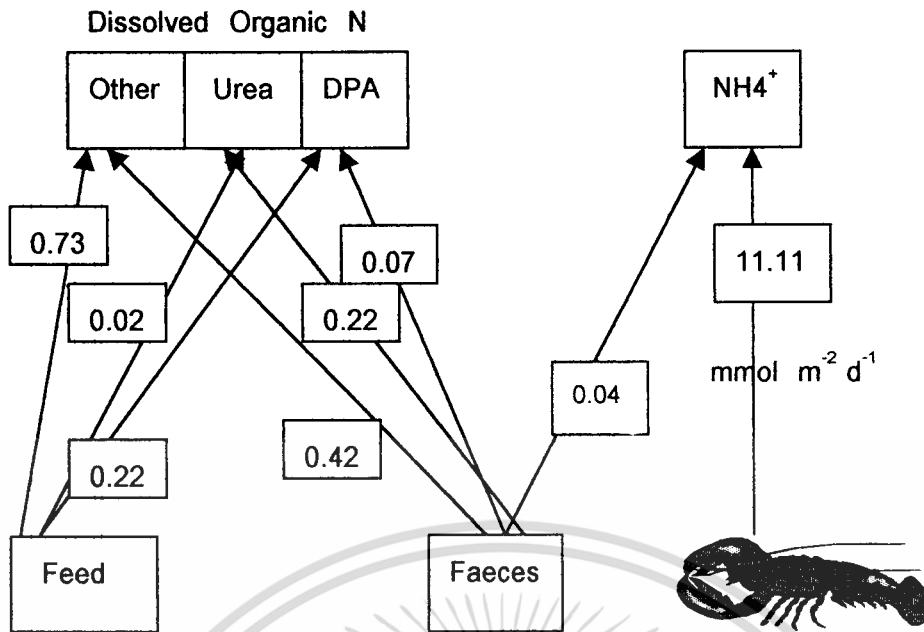 Dissolved Organic N
Other Urea DPA
NH4⁺
0.73
0.07
11.11
0.02
0.22
mmol m⁻² d⁻¹
0.04
0.42
0.22
Feed
Faeces